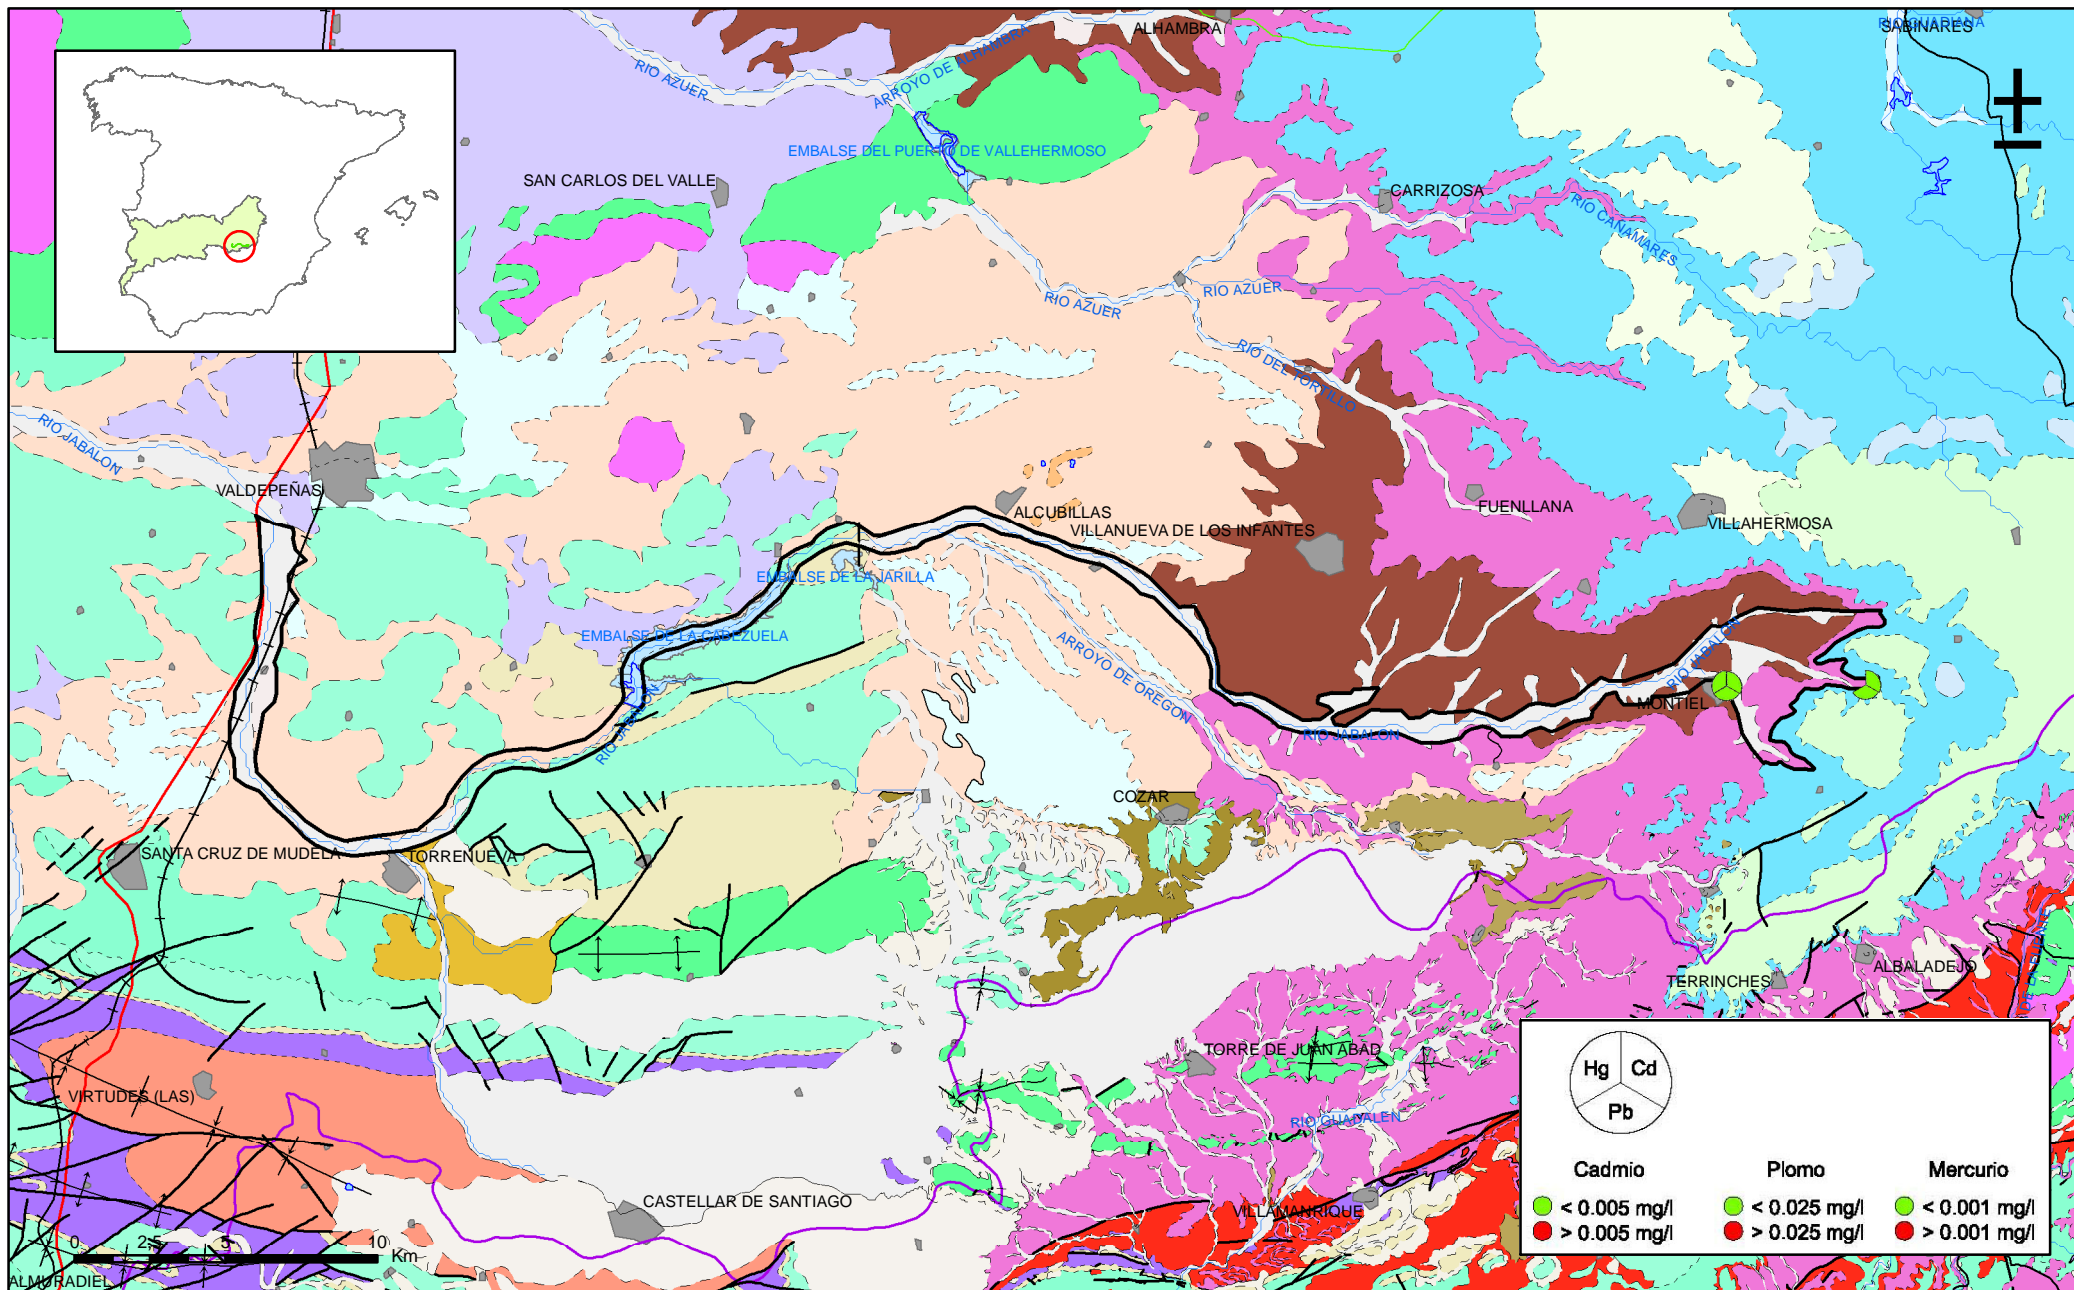 ALHAMBRA
RIO GUADIANA
SABINARES
RIO AZUER
ARROYO DE ALHAMBRA
EMBALSE DEL PUERTO DE VALLEHERMOSO
SAN CARLOS DEL VALLE
CARRIZOSA
RIO CAÑAMARES
RIO AZUER
RIO AZUER
RIO DEL TORTILLO
RIO JABALON
VALDEPEÑAS
ALCUBILLAS
FUENLLANA
VILLANUEVA DE LOS INFANTES
VILLAHERMOSA
EMBALSE DE LA JARILLA
EMBALSE DE LA CABEZUELA
ARROYO DE OREGON
RIO JABALON
RIO JABALON
MONTIEL
RIO JABALON
COZAR
SANTA CRUZ DE MUDELA
TORRENUEVA
TERRINCHES
ALBALADEJO
TORRE DE JUAN ABAD
VIRTUDES (LAS)
RIO GUADALEN
CASTELLAR DE SANTIAGO
VILLAMANRIQUE
ALMURADIEL
0 2,5 5 10
Km
Hg Cd
Pb
Cadmio Plomo Mercurio
< 0.005 mg/l < 0.025 mg/l < 0.001 mg/l
> 0.005 mg/l > 0.025 mg/l > 0.001 mg/l